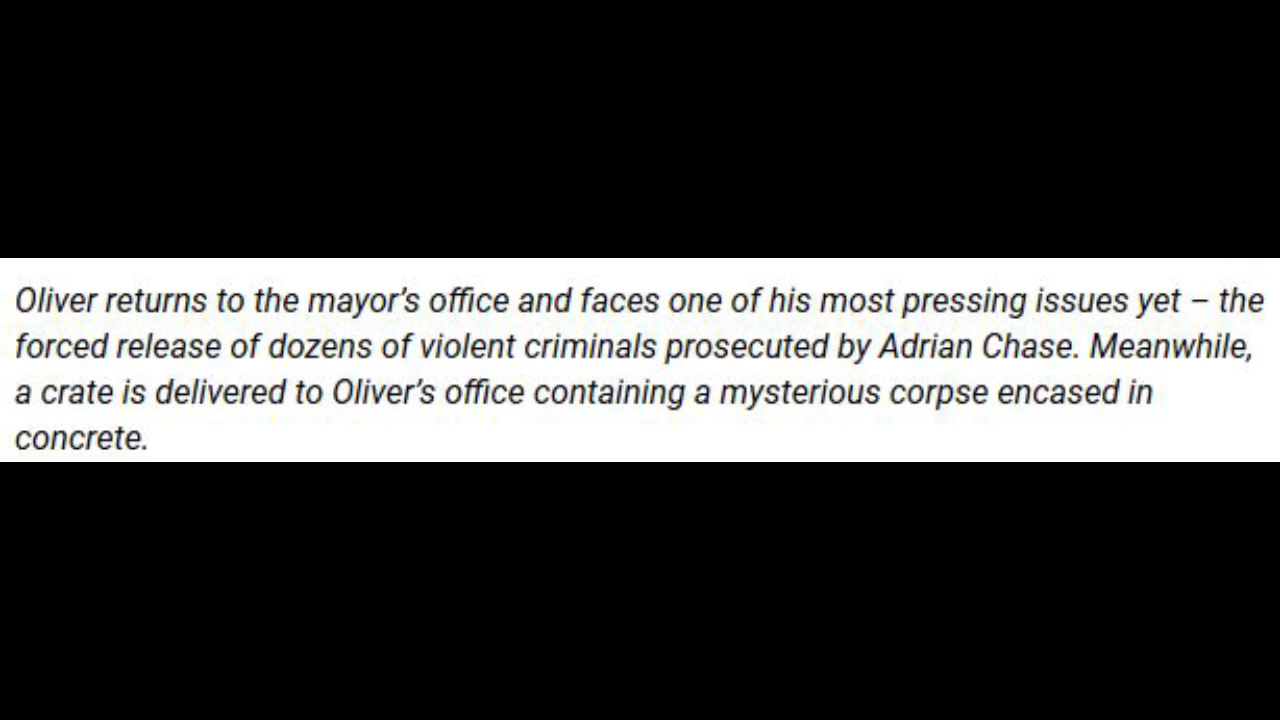 Oliver returns to the mayor’s office and faces one of his most pressing issues yet – the
forced release of dozens of violent criminals prosecuted by Adrian Chase. Meanwhile,
a crate is delivered to Oliver’s office containing a mysterious corpse encased in
concrete.